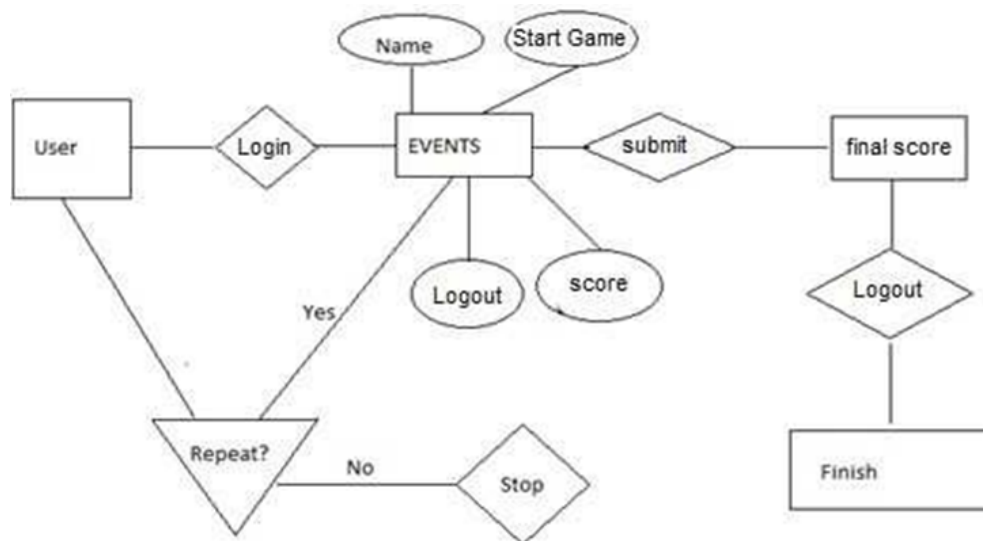 Name
Start Game
User
Login
EVENTS
submit
final score
Logout
score
Logout
Yes
Repeat?
No
Stop
Finish